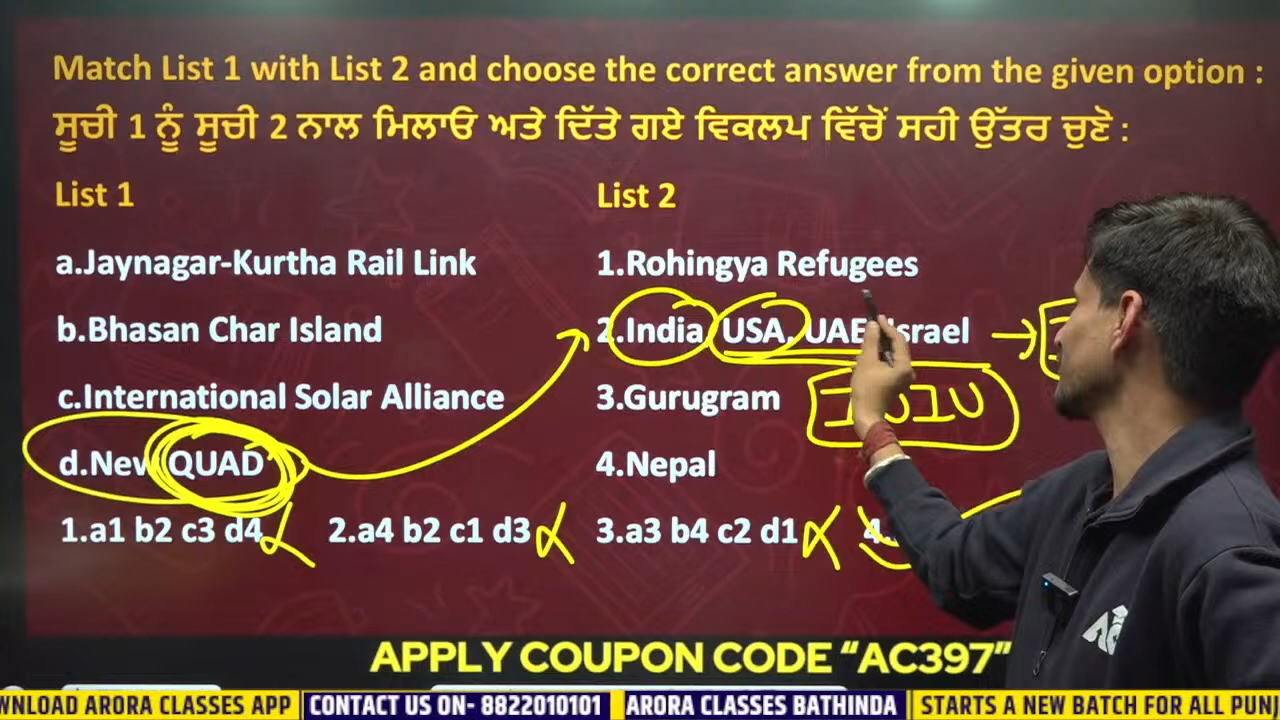 Match List 1 with List 2 and choose the correct answer from the given option :
ਸੂਚੀ 1 ਨੂੰ ਸੂਚੀ 2 ਨਾਲ ਮਿਲਾਓ ਅਤੇ ਦਿੱਤੇ ਗਏ ਵਿਕਲਪ ਵਿੱਚੋਂ ਸਹੀ ਉੱਤਰ ਚੁਣੋ :
List 1 List 2
a.Jaynagar-Kurtha Rail Link 1.Rohingya Refugees
b.Bhasan Char Island 2.India USA, UAE Israel
c.International Solar Alliance 3.Gurugram
d.New QUAD 4.Nepal
1.a1 b2 c3 d4 2.a4 b2 c1 d3 3.a3 b4 c2 d1 4.
APPLY COUPON CODE “AC397”
ARORA CLASSES APP CONTACT US ON- 8822010101 ARORA CLASSES BATHINDA STARTS A NEW BATCH FOR ALL